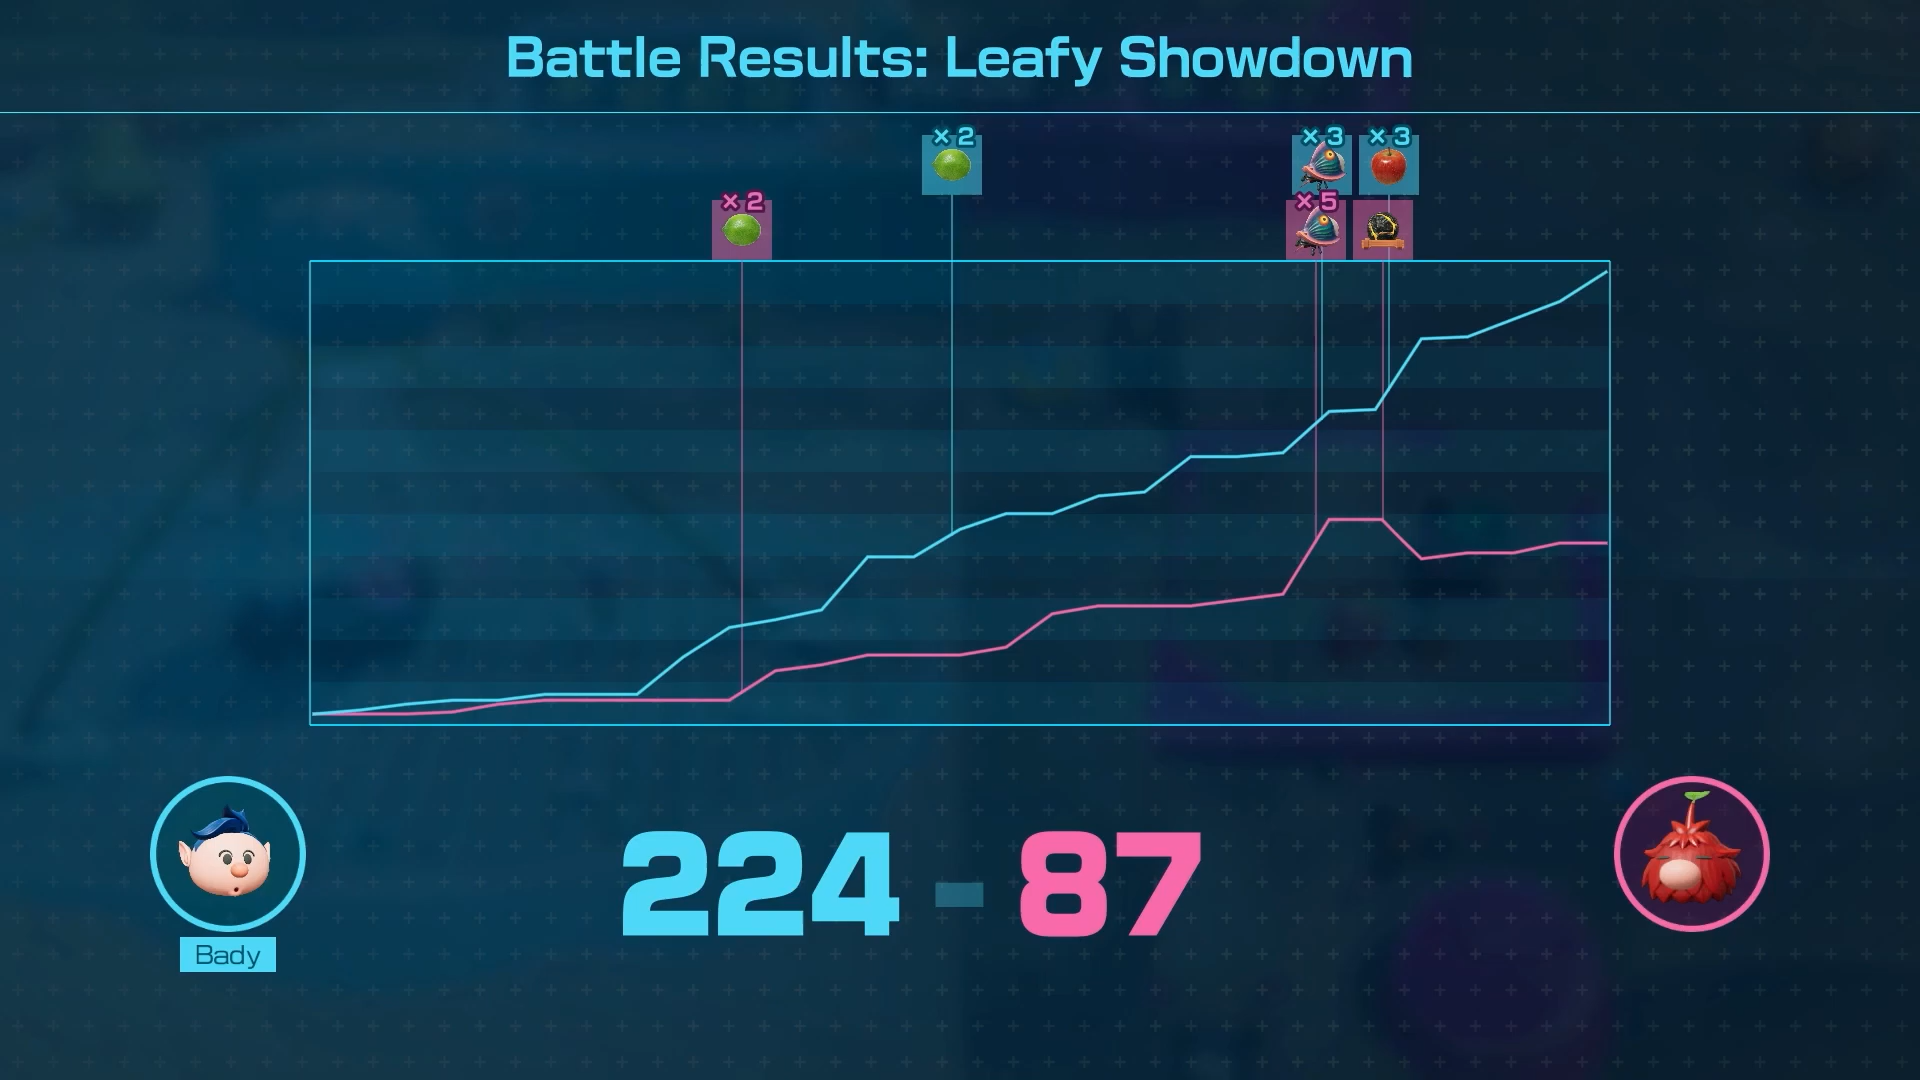 Battle Results: Leafy Showdown
× 2
× 3
× 3
× 2
× 5
224 - 87
Bady